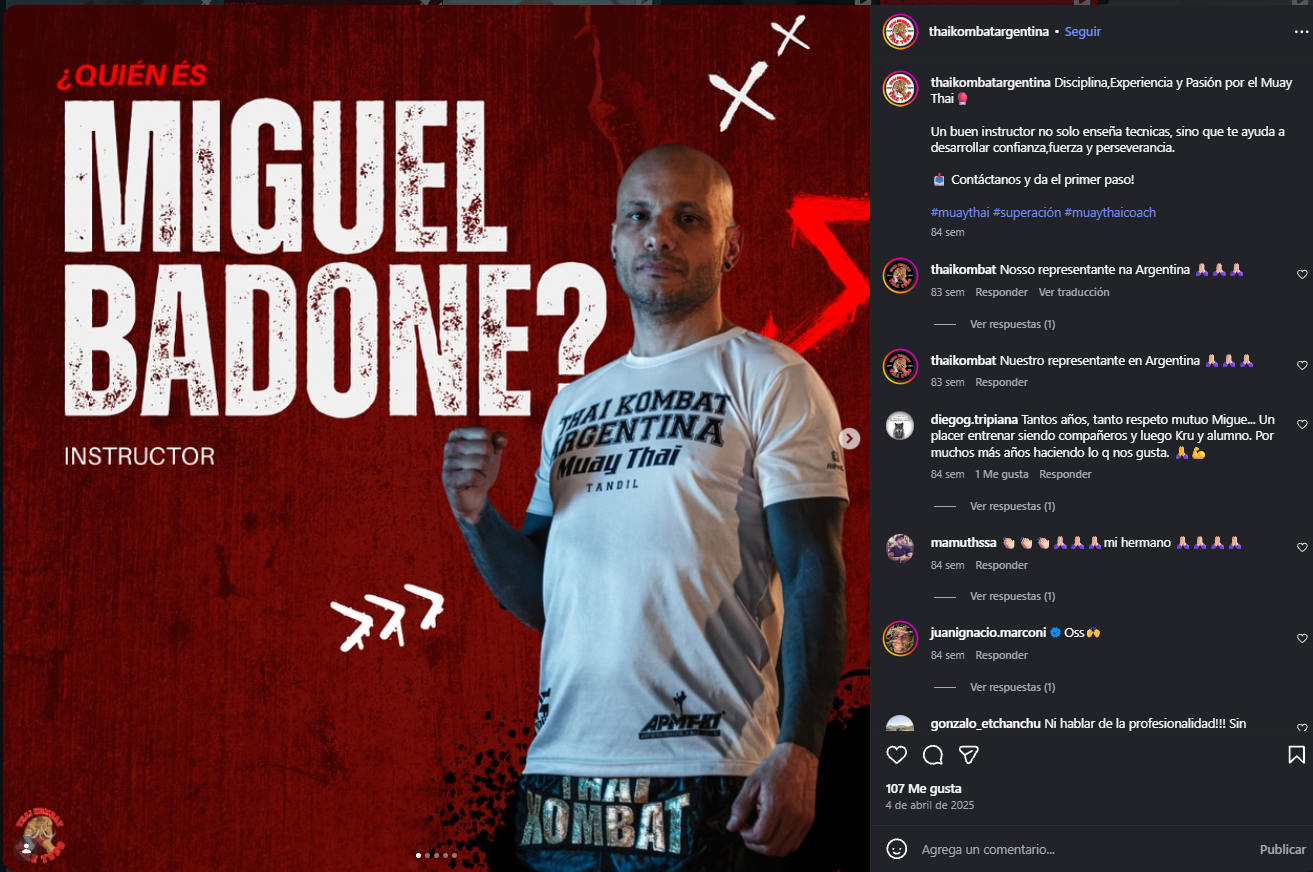 ¿QUIÉN ÉS
MIGUEL
BADONE?
INSTRUCTOR
THAI KOMBAT
ARGENTINA
Muay Thai
TANDIL
THAI
KOMBAT
thaikombatargentina • Seguir
thaikombatargentina Disciplina,Experiencia y Pasión por el Muay
Thai🥊
Un buen instructor no solo enseña tecnicas, sino que te ayuda a
desarrollar confianza,fuerza y perseverancia.
📩 Contáctanos y da el primer paso!
#muaythai #superación #muaythaicoach
84 sem
thaikombat Nosso representante na Argentina 🙏🏻🙏🏻🙏🏻
83 sem Responder Ver traducción
Ver respuestas (1)
thaikombat Nuestro representante en Argentina 🙏🏻🙏🏻🙏🏻
83 sem Responder
diegog.tripiana Tantos años, tanto respeto mutuo Migue... Un
placer entrenar siendo compañeros y luego Kru y alumno. Por
muchos más años haciendo lo q nos gusta. 🙏💪
84 sem 1 Me gusta Responder
Ver respuestas (1)
mamuthssa 👏🏻👏🏻👏🏻🙏🏻🙏🏻🙏🏻mi hermano 🙏🏻🙏🏻🙏🏻🙏🏻
84 sem Responder
Ver respuestas (1)
juanignacio.marconi Oss🙌
84 sem Responder
Ver respuestas (1)
gonzalo_etchanchu Ni hablar de la profesionalidad!!! Sin
107 Me gusta
4 de abril de 2025
Agrega un comentario...
Publicar